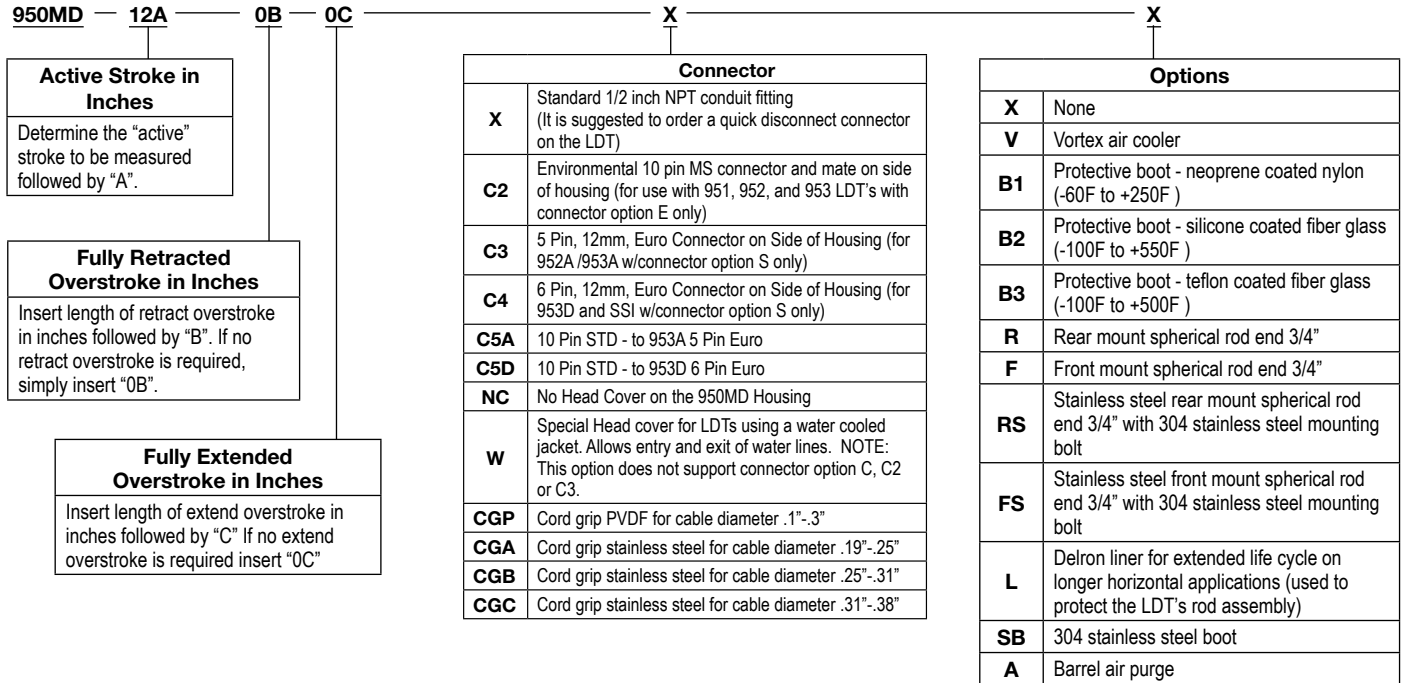 950MD — 12A — 0B — 0C — X — X
Active Stroke in
Inches
Determine the “active”
stroke to be measured
followed by “A”.
Fully Retracted
Overstroke in Inches
Insert length of retract overstroke
in inches followed by “B”. If no
retract overstroke is required,
simply insert “0B”.
Fully Extended
Overstroke in Inches
Insert length of extend overstroke in
inches followed by “C” If no extend
overstroke is required insert “0C”
Connector
X Standard 1/2 inch NPT conduit fitting
(It is suggested to order a quick disconnect connector
on the LDT)
C2 Environmental 10 pin MS connector and mate on side
of housing (for use with 951, 952, and 953 LDT’s with
connector option E only)
C3 5 Pin, 12mm, Euro Connector on Side of Housing (for
952A /953A w/connector option S only)
C4 6 Pin, 12mm, Euro Connector on Side of Housing (for
953D and SSI w/connector option S only)
C5A 10 Pin STD - to 953A 5 Pin Euro
C5D 10 Pin STD - to 953D 6 Pin Euro
NC No Head Cover on the 950MD Housing
W Special Head cover for LDTs using a water cooled
jacket. Allows entry and exit of water lines. NOTE:
This option does not support connector option C, C2
or C3.
CGP Cord grip PVDF for cable diameter .1”-.3”
CGA Cord grip stainless steel for cable diameter .19”-.25”
CGB Cord grip stainless steel for cable diameter .25”-.31”
CGC Cord grip stainless steel for cable diameter .31”-.38”
Options
X None
V Vortex air cooler
B1 Protective boot - neoprene coated nylon
(-60F to +250F )
B2 Protective boot - silicone coated fiber glass
(-100F to +550F )
B3 Protective boot - teflon coated fiber glass
(-100F to +500F )
R Rear mount spherical rod end 3/4”
F Front mount spherical rod end 3/4”
RS Stainless steel rear mount spherical rod
end 3/4” with 304 stainless steel mounting
bolt
FS Stainless steel front mount spherical rod
end 3/4” with 304 stainless steel mounting
bolt
L Delron liner for extended life cycle on
longer horizontal applications (used to
protect the LDT’s rod assembly)
SB 304 stainless steel boot
A Barrel air purge